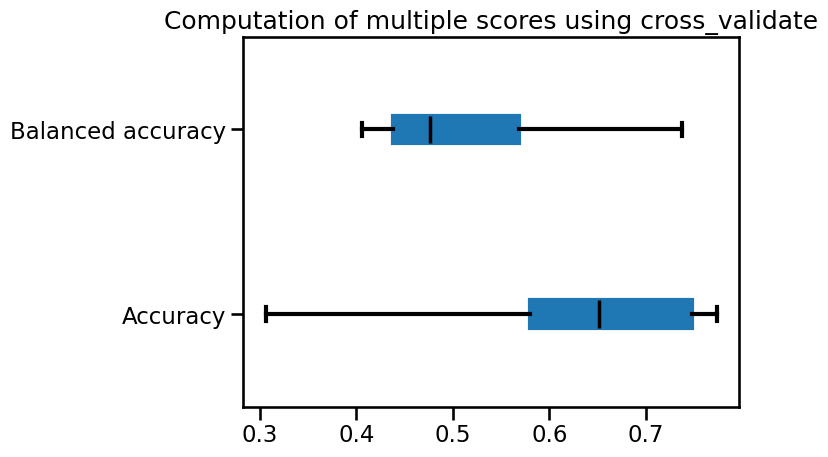 Computation of multiple scores using cross_validate
Balanced accuracy
Accuracy
0.3 0.4 0.5 0.6 0.7